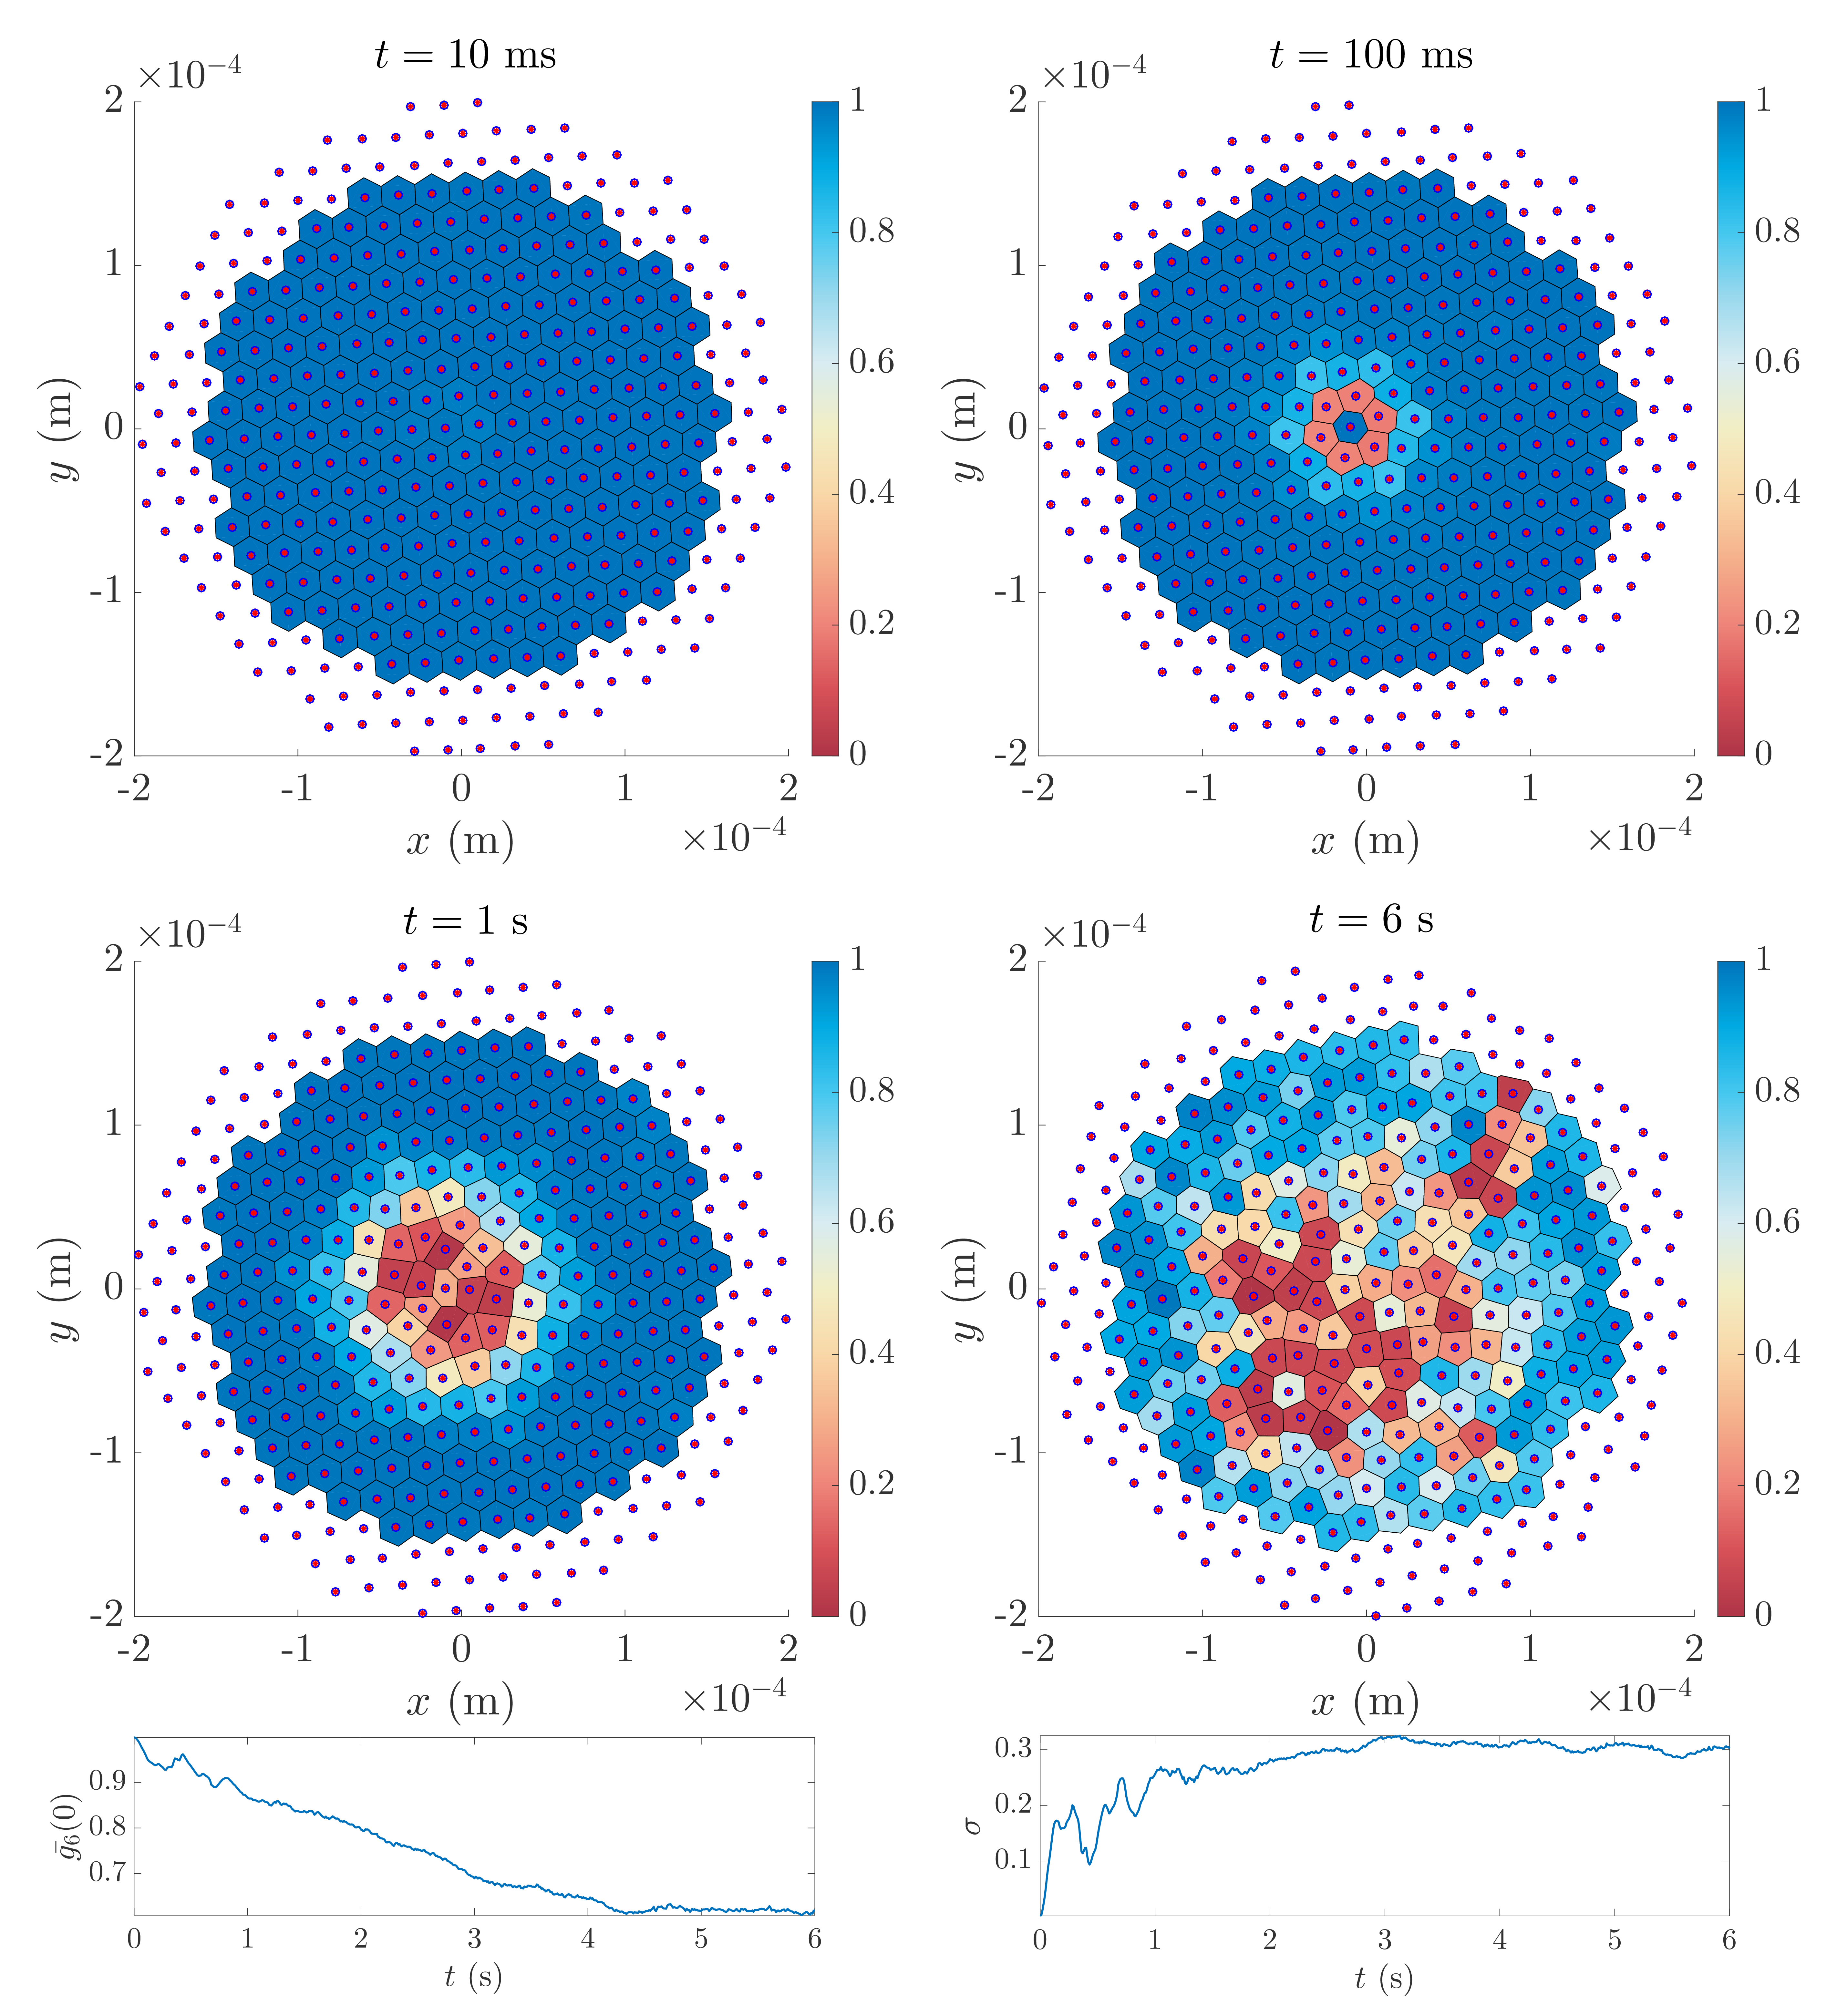 t = 10 ms
×10⁻⁴
2
1
0
-1
-2
y (m)
-2 -1 0 1 2
x (m)
×10⁻⁴
1
0.8
0.6
0.4
0.2
0
t = 100 ms
×10⁻⁴
2
1
0
-1
-2
y (m)
-2 -1 0 1 2
x (m)
×10⁻⁴
1
0.8
0.6
0.4
0.2
0
t = 1 s
×10⁻⁴
2
1
0
-1
-2
y (m)
-2 -1 0 1 2
x (m)
×10⁻⁴
1
0.8
0.6
0.4
0.2
0
t = 6 s
×10⁻⁴
2
1
0
-1
-2
y (m)
-2 -1 0 1 2
x (m)
×10⁻⁴
1
0.8
0.6
0.4
0.2
0
0.9
0.8
0.7
ḡ₆(0)
0 1 2 3 4 5 6
t (s)
0.3
0.2
0.1
σ
0 1 2 3 4 5 6
t (s)